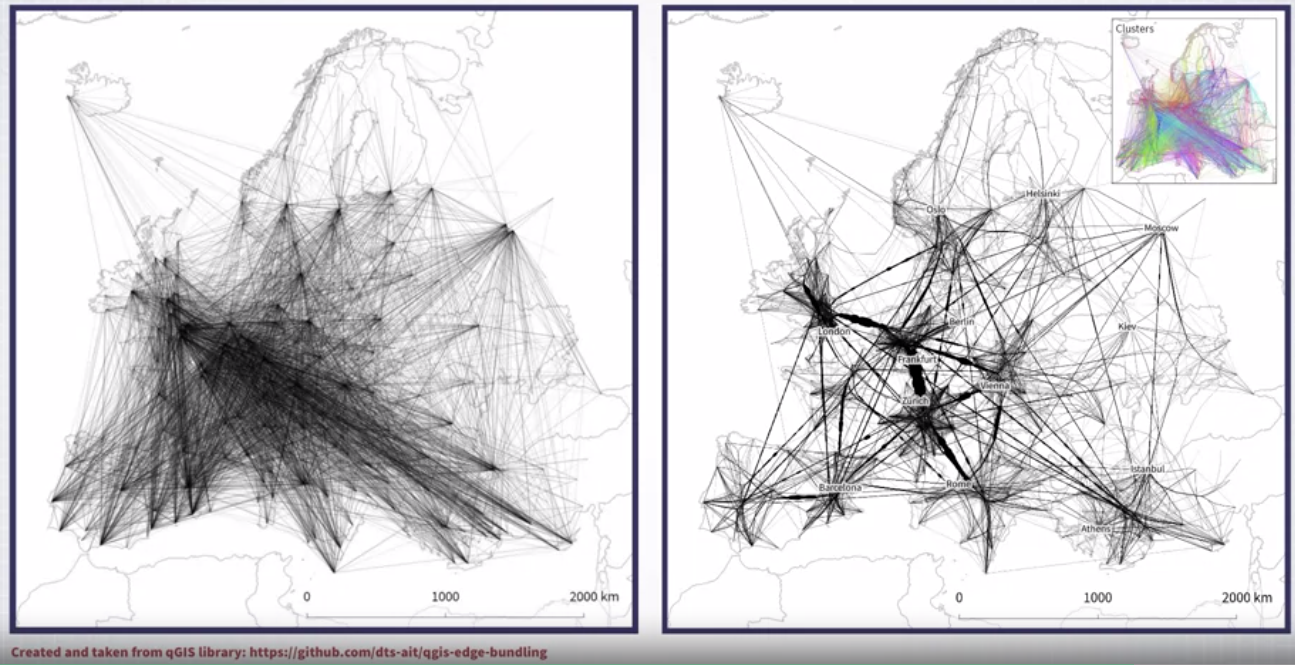 0 1000 2000 km
Clusters
Helsinki
Oslo
Moscow
London
Berlin
Kiev
Frankfurt
Vienna
Zürich
Istanbul
Barcelona
Rome
Athens
0 1000 2000 km
Created and taken from qGIS library: https://github.com/dts-ait/qgis-edge-bundling